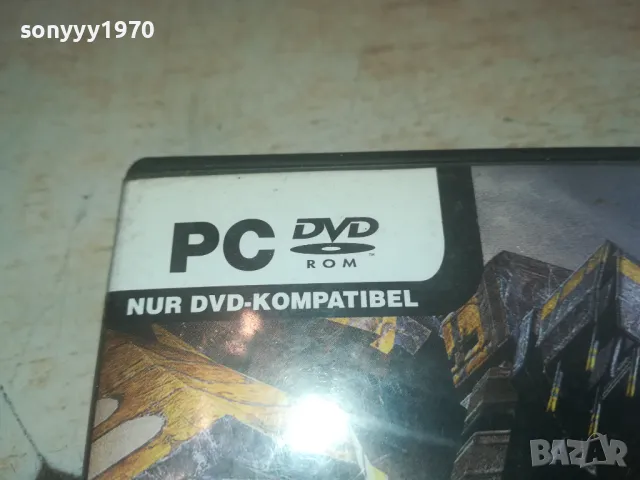 sonyyy1970
PC DVD
ROM
NUR DVD-KOMPATIBEL
BAZAR